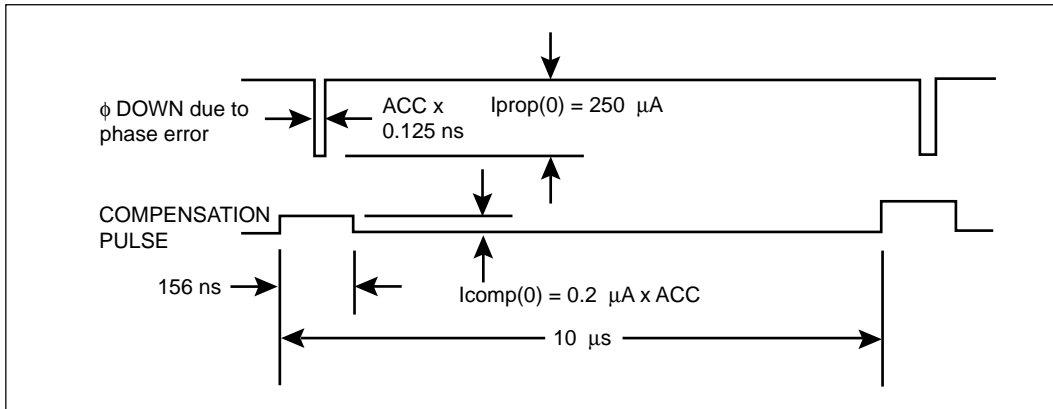 ϕ DOWN due to
phase error
ACC x
0.125 ns
Iprop(0) = 250 μA
COMPENSATION
PULSE
156 ns
Icomp(0) = 0.2 μA x ACC
10 μs